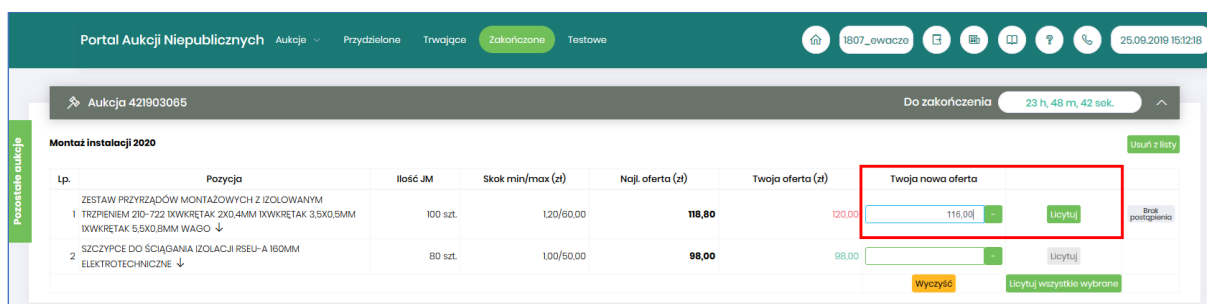 Portal Aukcji Niepublicznych Aukcje Przydzielone Trwające Zakończone Testowe 1807_ewacze ? 25.09.2019 15:12:18
Aukcja 421903065 Do zakończenia 23 h, 48 m, 42 sek.
Pozostałe aukcje
Montaż instalacji 2020 Usuń z listy
Lp. Pozycja Ilość JM Skok min/max (zł) Najl. oferta (zł) Twoja oferta (zł) Twoja nowa oferta
ZESTAW PRZYRZĄDÓW MONTAŻOWYCH Z IZOLOWANYM
1 TRZPIENIEM 210-722 1XWKRĘTAK 2X0,4MM 1XWKRĘTAK 3,5X0,5MM 100 szt. 1,20/60,00 118,80 120,00 116,00 - Licytuj Brak postąpienia
1XWKRĘTAK 5,5X0,8MM WAGO ↓
2 SZCZYPCE DO ŚCIĄGANIA IZOLACJI RSEU-A 160MM 80 szt. 1,00/50,00 98,00 98,00 - Licytuj
ELEKTROTECHNICZNE ↓
Wyczyść Licytuj wszystkie wybrane